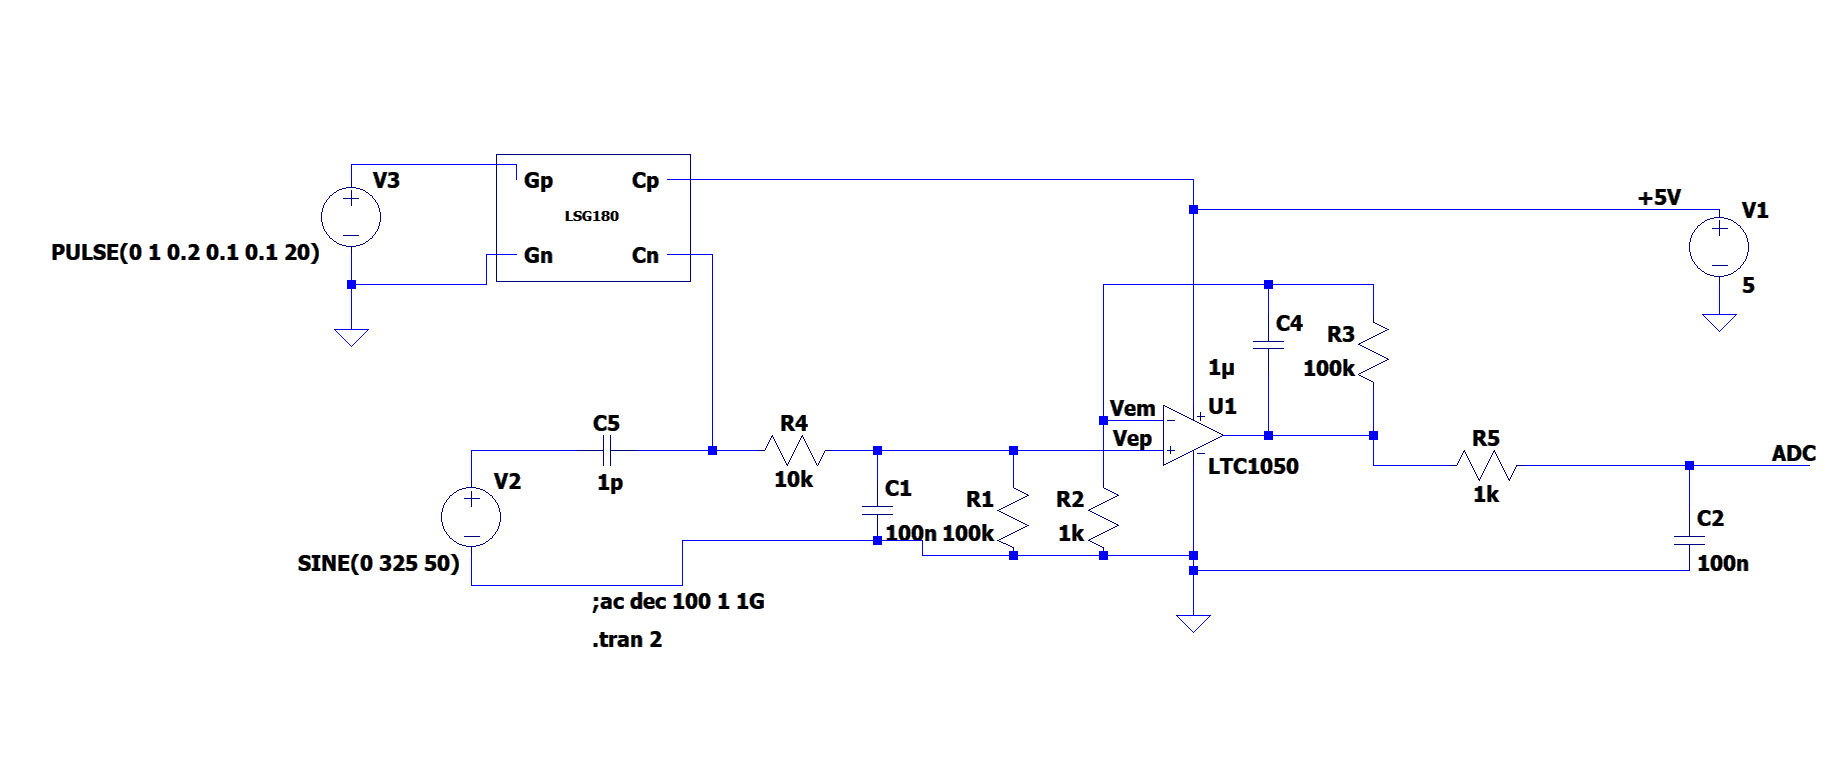 V3
PULSE(0 1 0.2 0.1 0.1 20)
Gp
Cp
LSG180
Gn
Cn
+5V
V1
5
C4
1µ
R3
100k
Vem
Vep
U1
LTC1050
C5
1p
R4
10k
V2
SINE(0 325 50)
C1
100n
R1
100k
R2
1k
R5
1k
ADC
C2
100n
;ac dec 100 1 1G
.tran 2